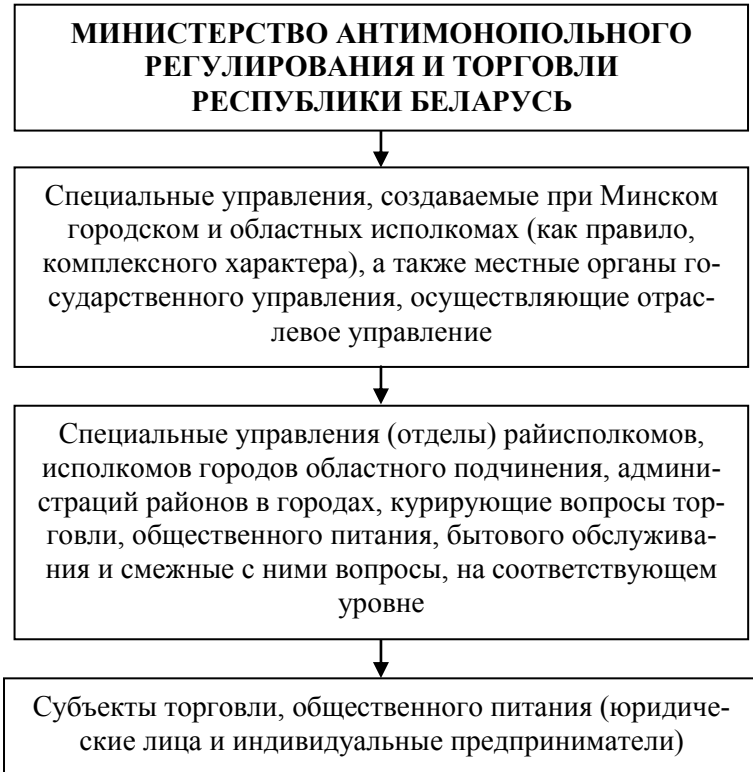 МИНИСТЕРСТВО АНТИМОНОПОЛЬНОГО
РЕГУЛИРОВАНИЯ И ТОРГОВЛИ
РЕСПУБЛИКИ БЕЛАРУСЬ
Специальные управления, создаваемые при Минском
городском и областных исполкомах (как правило,
комплексного характера), а также местные органы го-
сударственного управления, осуществляющие отрас-
левое управление
Специальные управления (отделы) райисполкомов,
исполкомов городов областного подчинения, админи-
страций районов в городах, курирующие вопросы тор-
говли, общественного питания, бытового обслужива-
ния и смежные с ними вопросы, на соответствующем
уровне
Субъекты торговли, общественного питания (юридиче-
ские лица и индивидуальные предприниматели)